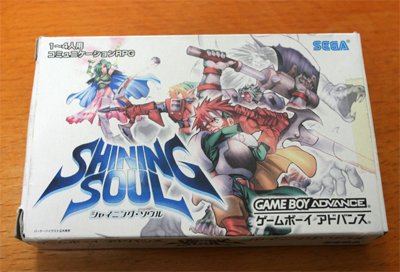 1～4人用
コミュニケーションRPG
SEGA
SHINING
SOUL
シャイニング・ソウル
GAME BOY ADVANCE
ゲームボーイ アドバンス